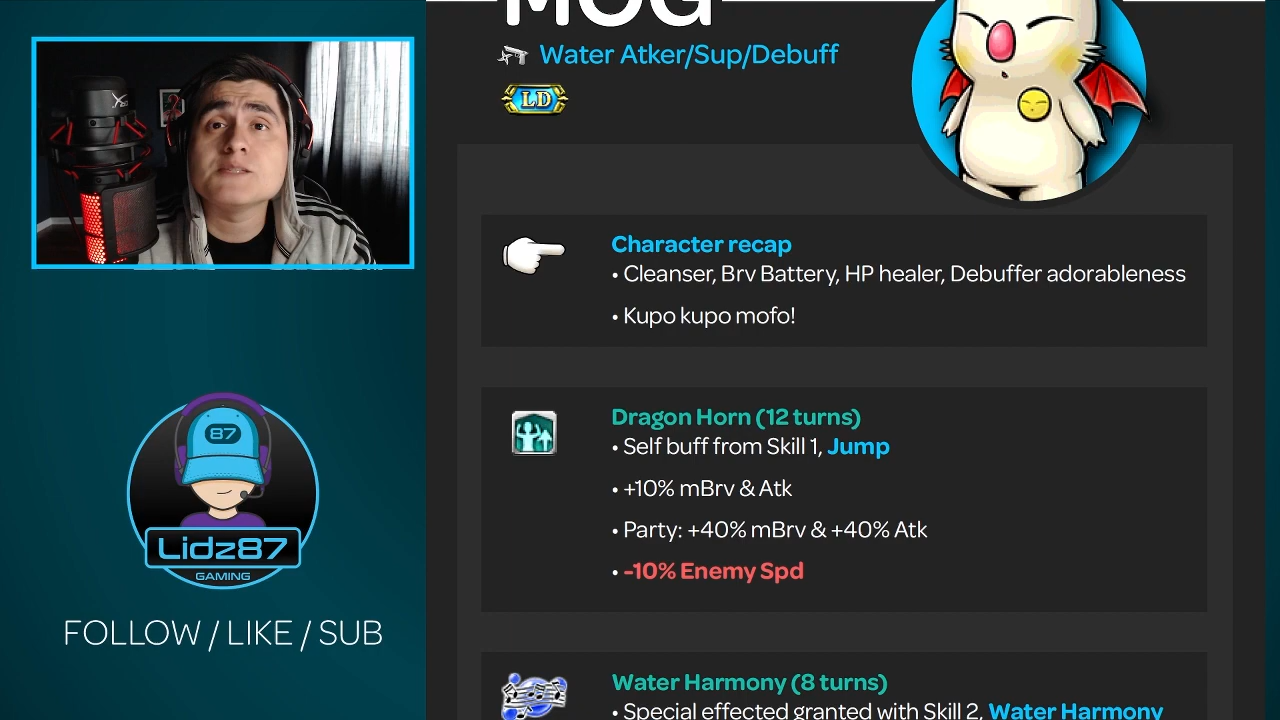 MOG
Water Atker/Sup/Debuff
LD
Character recap
• Cleanser, Brv Battery, HP healer, Debuffer adorableness
• Kupo kupo mofo!
Dragon Horn (12 turns)
• Self buff from Skill 1, Jump
• +10% mBrv & Atk
• Party: +40% mBrv & +40% Atk
• -10% Enemy Spd
Water Harmony (8 turns)
• Special effected granted with Skill 2, Water Harmony
87
Lidz87
GAMING
FOLLOW / LIKE / SUB